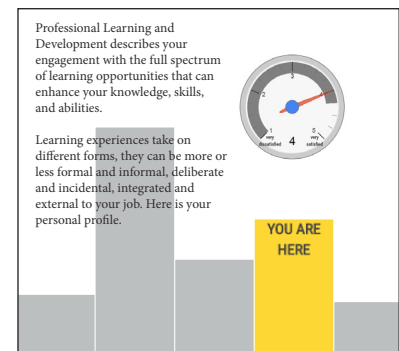 Professional Learning and
Development describes your
engagement with the full spectrum
of learning opportunities that can
enhance your knowledge, skills,
and abilities.
Learning experiences take on
different forms, they can be more or
less formal and informal, deliberate
and incidental, integrated and
external to your job. Here is your
personal profile.
3
2
4
1
5
very
dissatisfied
very
satisfied
4
YOU ARE
HERE